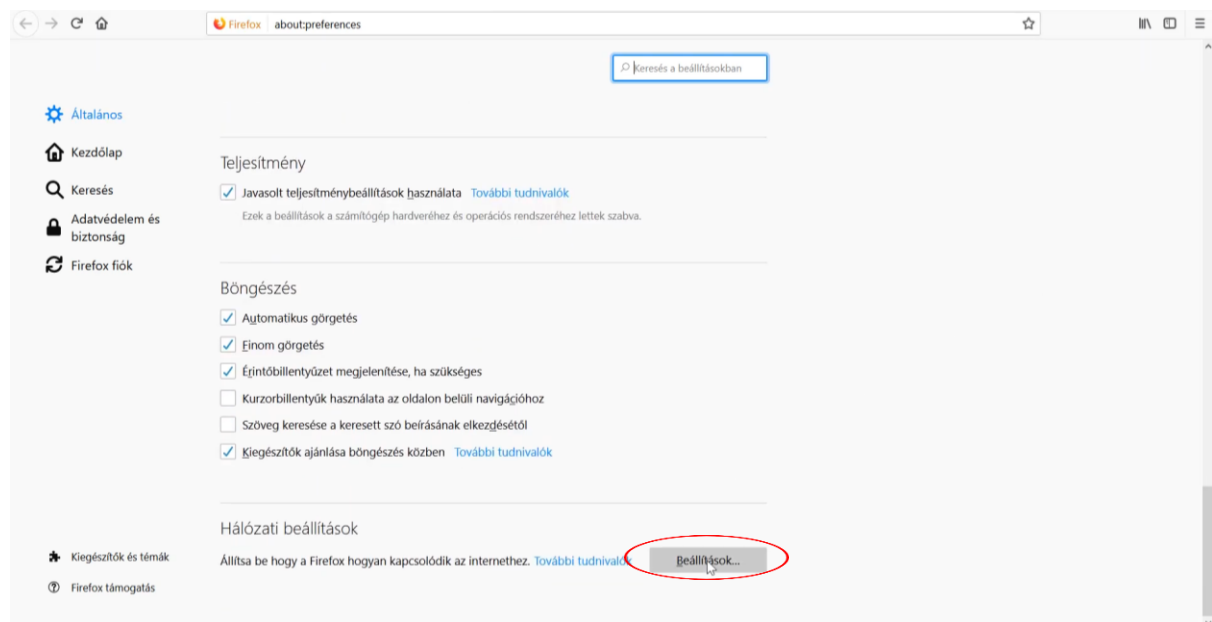 Firefox about:preferences
Keresés a beállításokban
Általános
Kezdőlap
Keresés
Adatvédelem és
biztonság
Firefox fiók
Kiegészítők és témák
Firefox támogatás
Teljesítmény
Javasolt teljesítménybeállítások használata További tudnivalók
Ezek a beállítások a számítógép hardveréhez és operációs rendszeréhez lettek szabva.
Böngészés
Automatikus görgetés
Finom görgetés
Érintőbillentyűzet megjelenítése, ha szükséges
Kurzorbillentyűk használata az oldalon belüli navigációhoz
Szöveg keresése a keresett szó beírásának elkezdésétől
Kiegészítők ajánlása böngészés közben További tudnivalók
Hálózati beállítások
Állítsa be hogy a Firefox hogyan kapcsolódik az internethez. További tudnivalók
Beállítások...